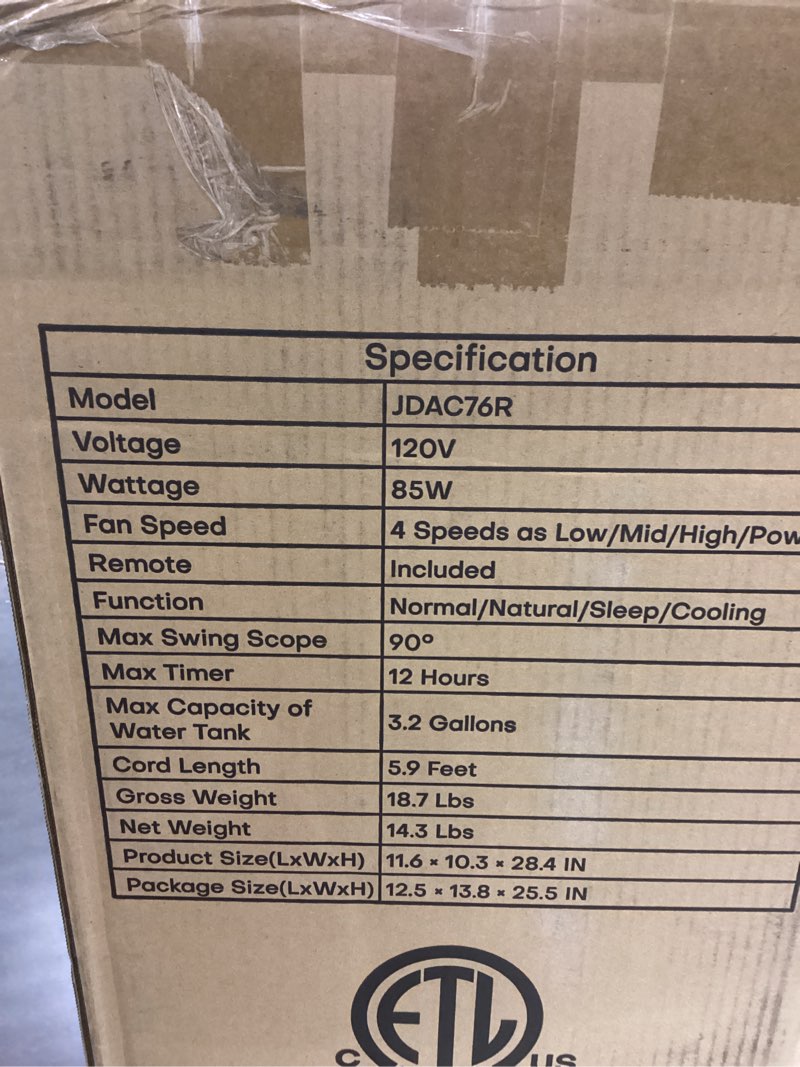 Specification
Model JDAC76R
Voltage 120V
Wattage 85W
Fan Speed 4 Speeds as Low/Mid/High/Pow
Remote Included
Function Normal/Natural/Sleep/Cooling
Max Swing Scope 90°
Max Timer 12 Hours
Max Capacity of
Water Tank 3.2 Gallons
Cord Length 5.9 Feet
Gross Weight 18.7 Lbs
Net Weight 14.3 Lbs
Product Size(LxWxH) 11.6 × 10.3 × 28.4 IN
Package Size(LxWxH) 12.5 × 13.8 × 25.5 IN
ETL
C US